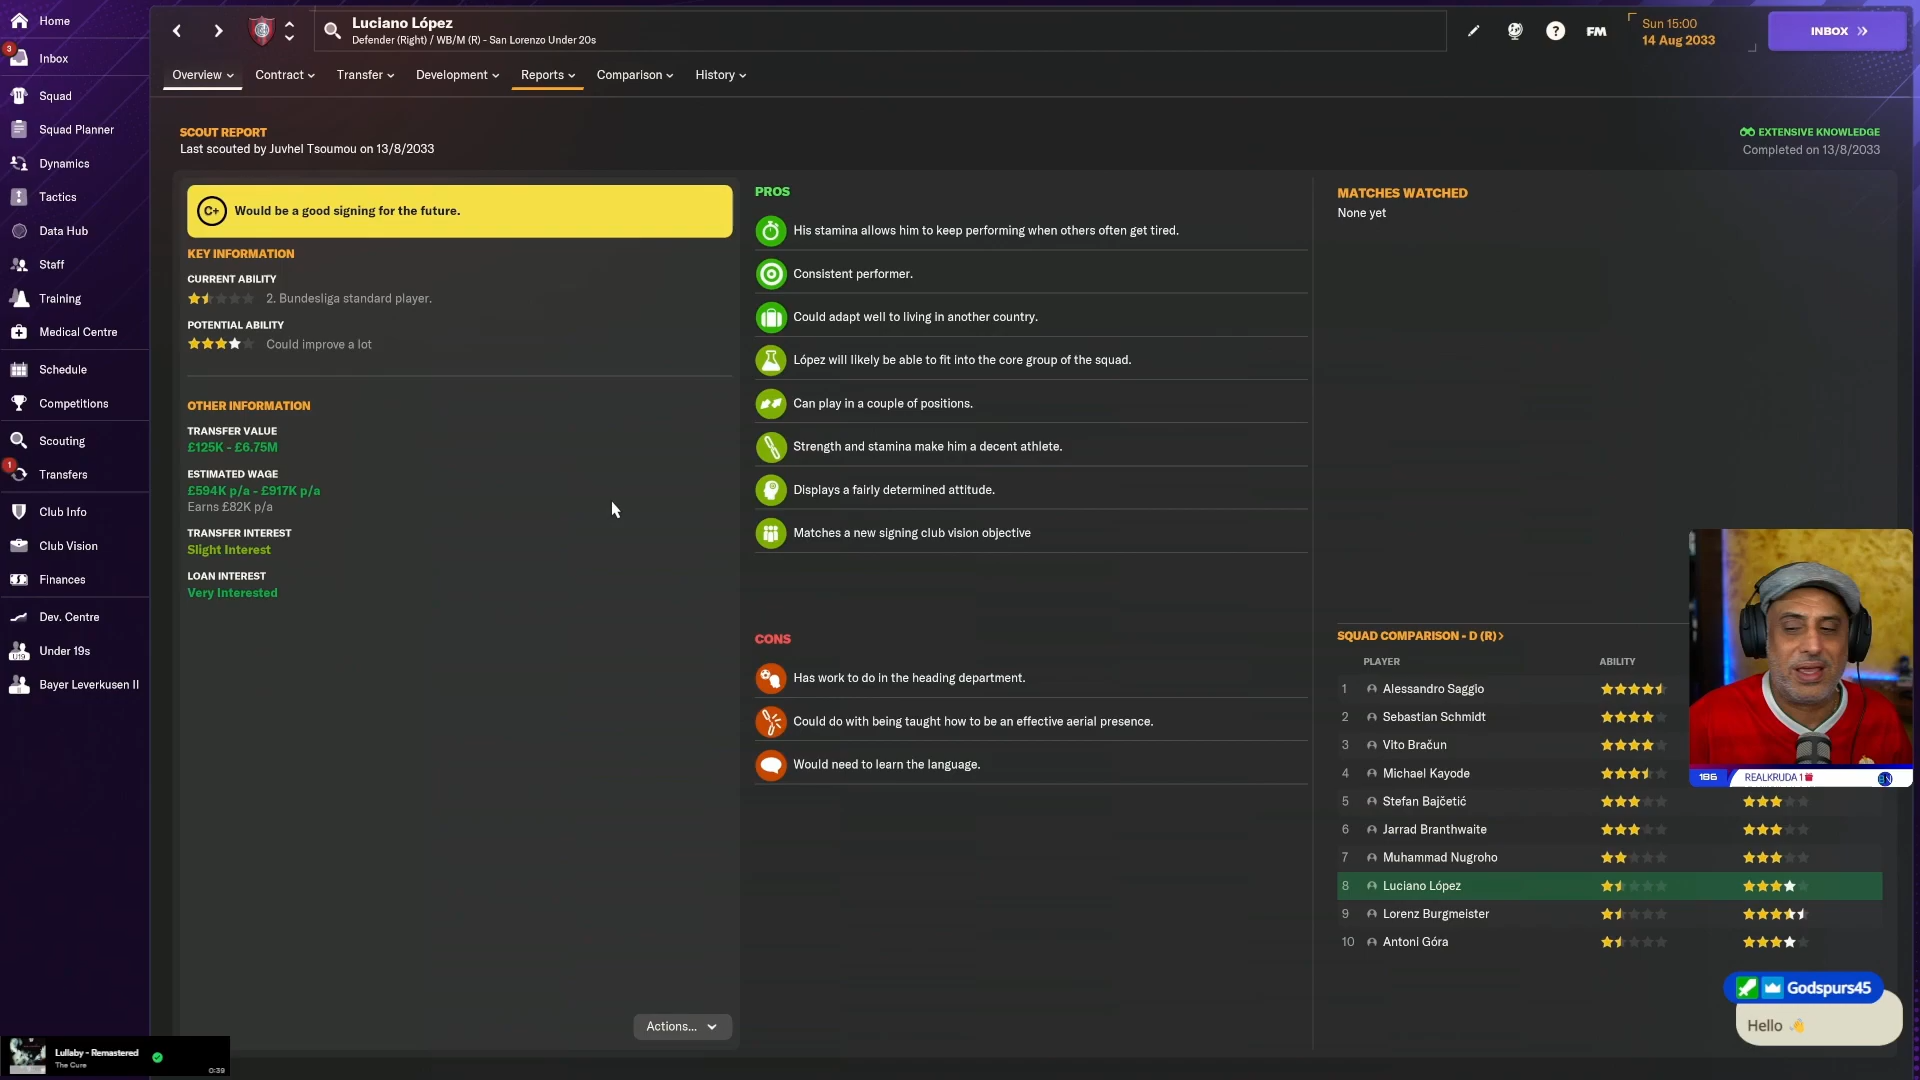 Home
3
Inbox
Squad
Squad Planner
Dynamics
Tactics
Data Hub
Staff
Training
Medical Centre
Schedule
Competitions
Scouting
1
Transfers
Club Info
Club Vision
Finances
Dev. Centre
Under 19s
Bayer Leverkusen II
Luciano López
Defender (Right) / WB/M (R) - San Lorenzo Under 20s
FM
Sun 15:00
14 Aug 2033
INBOX
Overview
Contract
Transfer
Development
Reports
Comparison
History
SCOUT REPORT
Last scouted by Juvhel Tsoumou on 13/8/2033
EXTENSIVE KNOWLEDGE
Completed on 13/8/2033
C+ Would be a good signing for the future.
KEY INFORMATION
CURRENT ABILITY
2. Bundesliga standard player.
POTENTIAL ABILITY
Could improve a lot
OTHER INFORMATION
TRANSFER VALUE
£125K - £6.75M
ESTIMATED WAGE
£594K p/a - £917K p/a
Earns £82K p/a
TRANSFER INTEREST
Slight Interest
LOAN INTEREST
Very Interested
Actions...
PROS
His stamina allows him to keep performing when others often get tired.
Consistent performer.
Could adapt well to living in another country.
López will likely be able to fit into the core group of the squad.
Can play in a couple of positions.
Strength and stamina make him a decent athlete.
Displays a fairly determined attitude.
Matches a new signing club vision objective
CONS
Has work to do in the heading department.
Could do with being taught how to be an effective aerial presence.
Would need to learn the language.
MATCHES WATCHED
None yet
SQUAD COMPARISON - D (R)>
PLAYER ABILITY
1 Alessandro Saggio
2 Sebastian Schmidt
3 Vito Bračun
4 Michael Kayode
5 Stefan Bajčetić
6 Jarrad Branthwaite
7 Muhammad Nugroho
8 Luciano López
9 Lorenz Burgmeister
10 Antoni Góra
186 REALKRUDA 1
Godspurs45
Hello
Lullaby - Remastered
The Cure
0:39